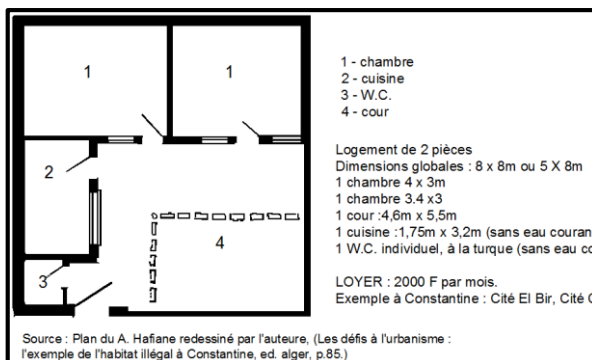 1
1
2
3
4
1 - chambre
2 - cuisine
3 - W.C.
4 - cour
Logement de 2 pièces
Dimensions globales : 8 x 8m ou 5 X 8m
1 chambre 4 x 3m
1 chambre 3.4 x3
1 cour :4,6m x 5,5m
1 cuisine :1,75m x 3,2m (sans eau couran
1 W.C. individuel, à la turque (sans eau co
LOYER : 2000 F par mois.
Exemple à Constantine : Cité El Bir, Cité
Source : Plan du A. Hafiane redessiné par l'auteure, (Les défis à l'urbanisme :
l'exemple de l'habitat illégal à Constantine, ed. alger, p.85.)